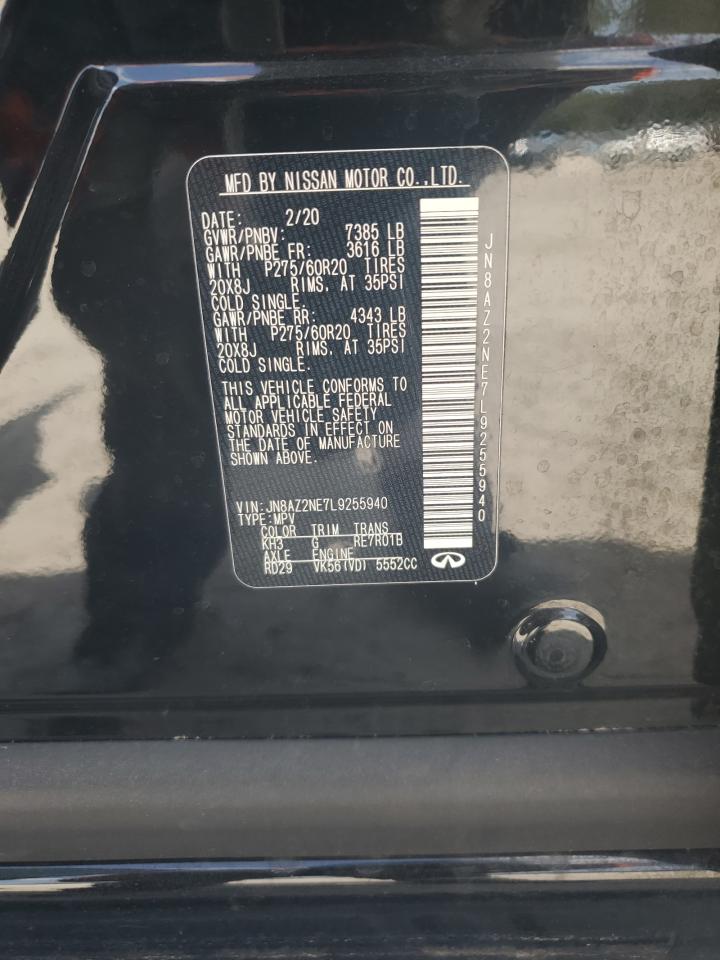 MFD BY NISSAN MOTOR CO.,LTD.
DATE: 2/20
GVWR/PNBV: 7385 LB
GAWR/PNBE FR: 3616 LB
WITH P275/60R20 TIRES
20X8J RIMS, AT 35PSI
COLD SINGLE.
GAWR/PNBE RR: 4343 LB
WITH P275/60R20 TIRES
20X8J RIMS, AT 35PSI
COLD SINGLE.
THIS VEHICLE CONFORMS TO
ALL APPLICABLE FEDERAL
MOTOR VEHICLE SAFETY
STANDARDS IN EFFECT ON
THE DATE OF MANUFACTURE
SHOWN ABOVE.
VIN:JN8AZ2NE7L9255940
TYPE:MPV
COLOR TRIM TRANS
KH3 G RE7R01B
AXLE ENGINE
RD29 VK56(VD) 5552CC
JN8AZ2NE7L9255940